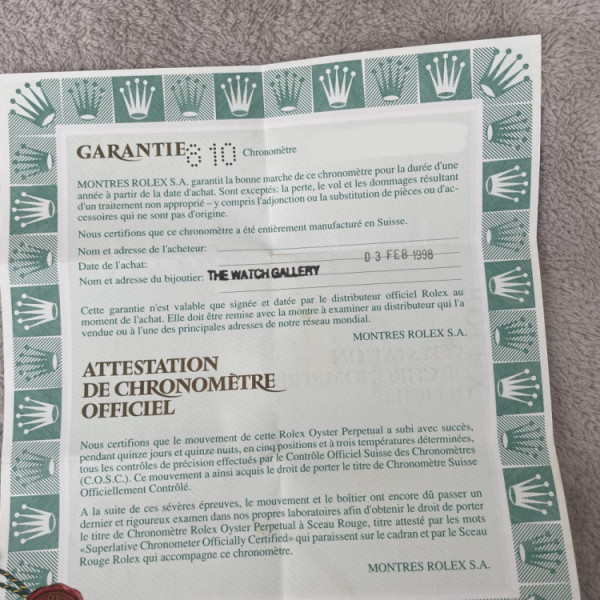 GARANTIE 810 Chronomètre
MONTRES ROLEX S.A. garantit la bonne marche de ce chronomètre pour la durée d'une
année à partir de la date d'achat. Sont exceptés: la perte, le vol et les dommages résultant
d'un traitement non approprié – y compris l'adjonction ou la substitution de pièces ou d'ac-
cessoires qui ne sont pas d'origine.
Nous certifions que ce chronomètre a été entièrement manufacturé en Suisse.
Nom et adresse de l'acheteur:
Date de l'achat: 03 FEB 1998
Nom et adresse du bijoutier: THE WATCH GALLERY
Cette garantie n'est valable que signée et datée par le distributeur officiel Rolex au
moment de l'achat. Elle doit être remise avec la montre à examiner au distributeur qui l'a
vendue ou à l'une des principales adresses de notre réseau mondial.
MONTRES ROLEX S.A.
ATTESTATION
DE CHRONOMÈTRE
OFFICIEL
Nous certifions que le mouvement de cette Rolex Oyster Perpetual a subi avec succès,
pendant quinze jours et quinze nuits, en cinq positions et à trois températures déterminées,
tous les contrôles de précision effectués par le Contrôle Officiel Suisse des Chronomètres
(C.O.S.C.). Ce mouvement a ainsi acquis le droit de porter le titre de Chronomètre Suisse
Officiellement Contrôlé.
A la suite de ces sévères épreuves, le mouvement et le boîtier ont encore dû passer un
dernier et rigoureux examen dans nos propres laboratoires afin d'obtenir le droit de porter
le titre de Chronomètre Rolex Oyster Perpetual à Sceau Rouge, titre attesté par les mots
«Superlative Chronometer Officially Certified» qui paraissent sur le cadran et par le Sceau
Rouge Rolex qui accompagne ce chronomètre.
MONTRES ROLEX S.A.